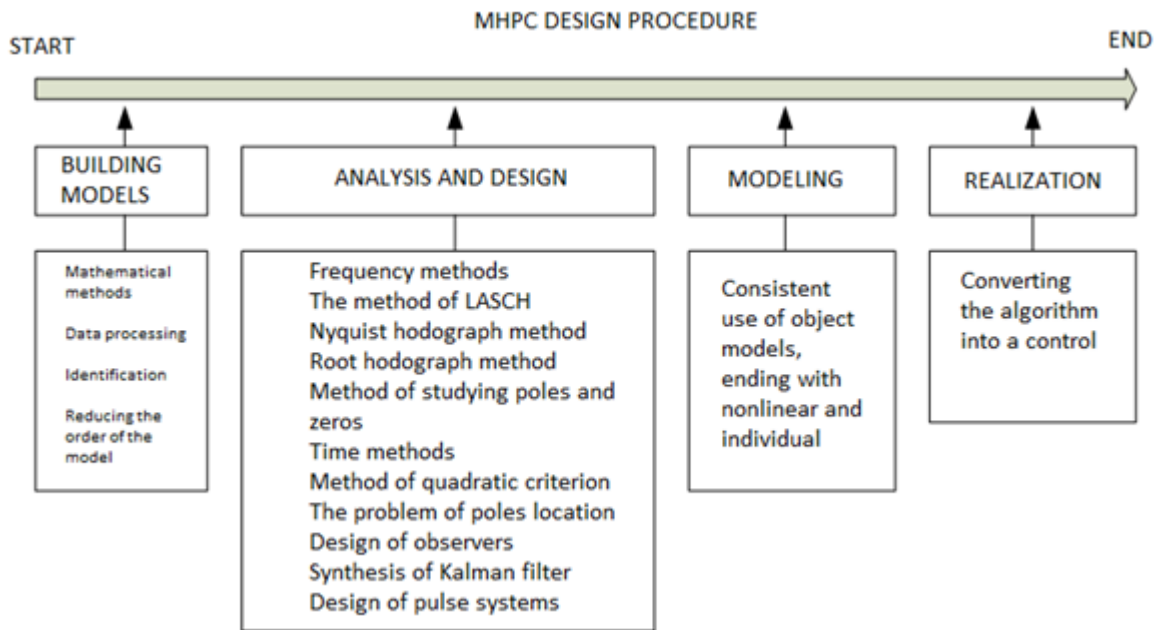 MHPC DESIGN PROCEDURE
START
END
BUILDING
MODELS
ANALYSIS AND DESIGN
MODELING
REALIZATION
Mathematical
methods
Data processing
Identification
Reducing the
order of the
model
Frequency methods
The method of LASCH
Nyquist hodograph method
Root hodograph method
Method of studying poles and
zeros
Time methods
Method of quadratic criterion
The problem of poles location
Design of observers
Synthesis of Kalman filter
Design of pulse systems
Consistent
use of object
models,
ending with
nonlinear and
individual
Converting
the algorithm
into a control